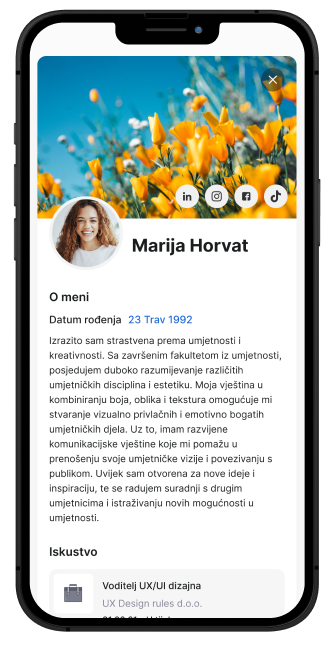 in
Marija Horvat
O meni
Datum rođenja 23 Trav 1992
Izrazito sam strastvena prema umjetnosti i
kreativnosti. Sa završenim fakultetom iz umjetnosti,
posjedujem duboko razumijevanje različitih
umjetničkih disciplina i estetiku. Moja vještina u
kombiniranju boja, oblika i tekstura omogućuje mi
stvaranje vizualno privlačnih i emotivno bogatih
umjetničkih djela. Uz to, imam razvijene
komunikacijske vještine koje mi pomažu u
prenošenju svoje umjetničke vizije i povezivanju s
publikom. Uvijek sam otvorena za nove ideje i
inspiraciju, te se radujem suradnji s drugim
umjetnicima i istraživanju novih mogućnosti u
umjetnosti.
Iskustvo
Voditelj UX/UI dizajna
UX Design rules d.o.o.